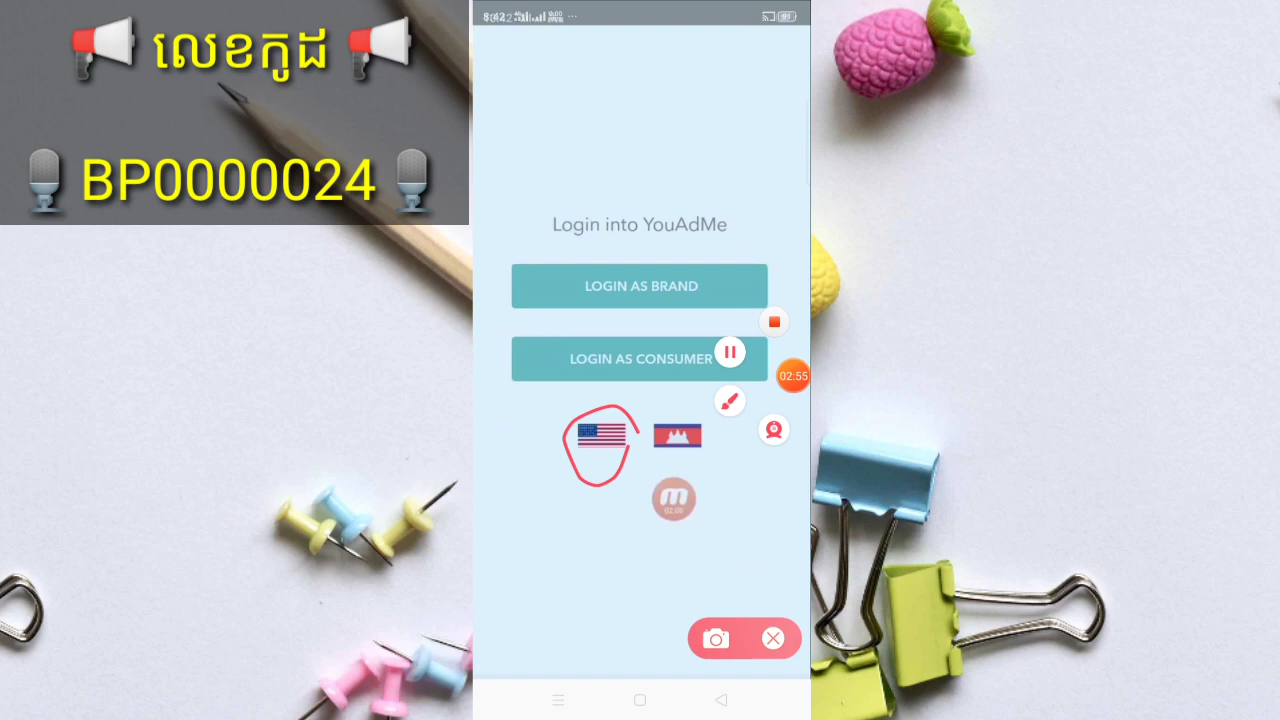 លេខកូដ
BP0000024
Login into YouAdMe
LOGIN AS BRAND
LOGIN AS CONSUMER
02:55
m